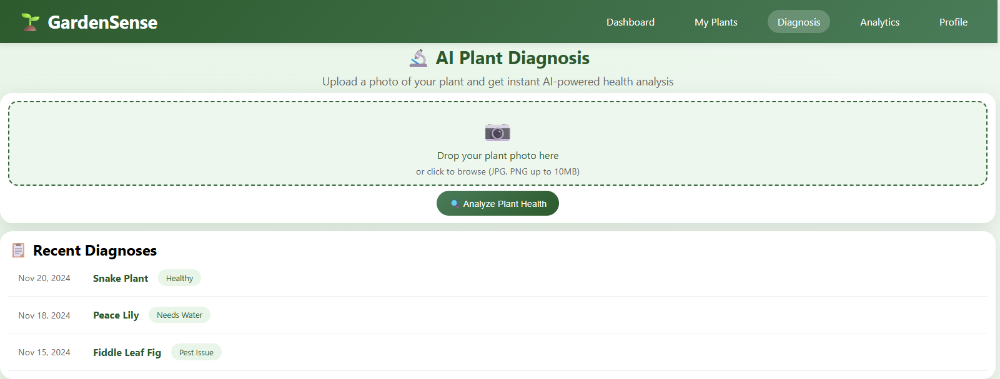 GardenSense
Dashboard
My Plants
Diagnosis
Analytics
Profile
AI Plant Diagnosis
Upload a photo of your plant and get instant AI-powered health analysis
Drop your plant photo here
or click to browse (JPG, PNG up to 10MB)
Analyze Plant Health
Recent Diagnoses
Nov 20, 2024 Snake Plant Healthy
Nov 18, 2024 Peace Lily Needs Water
Nov 15, 2024 Fiddle Leaf Fig Pest Issue